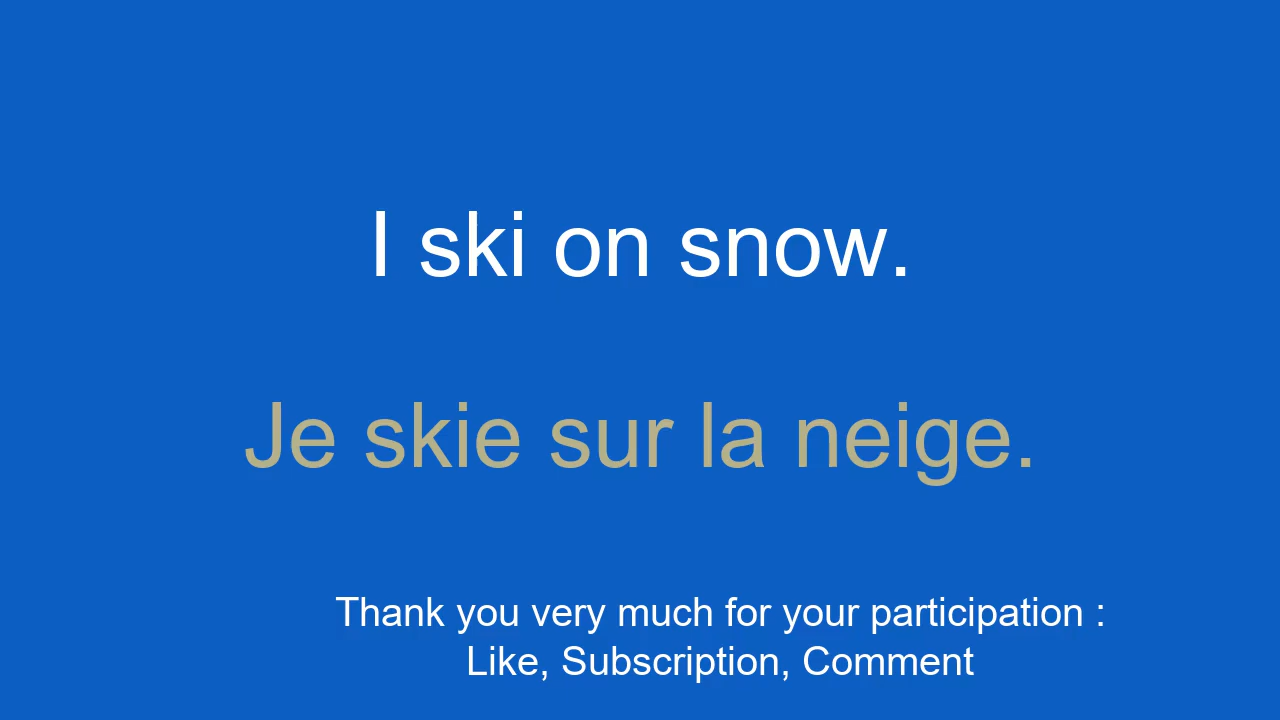 I ski on snow.
Je skie sur la neige.
Thank you very much for your participation :
Like, Subscription, Comment